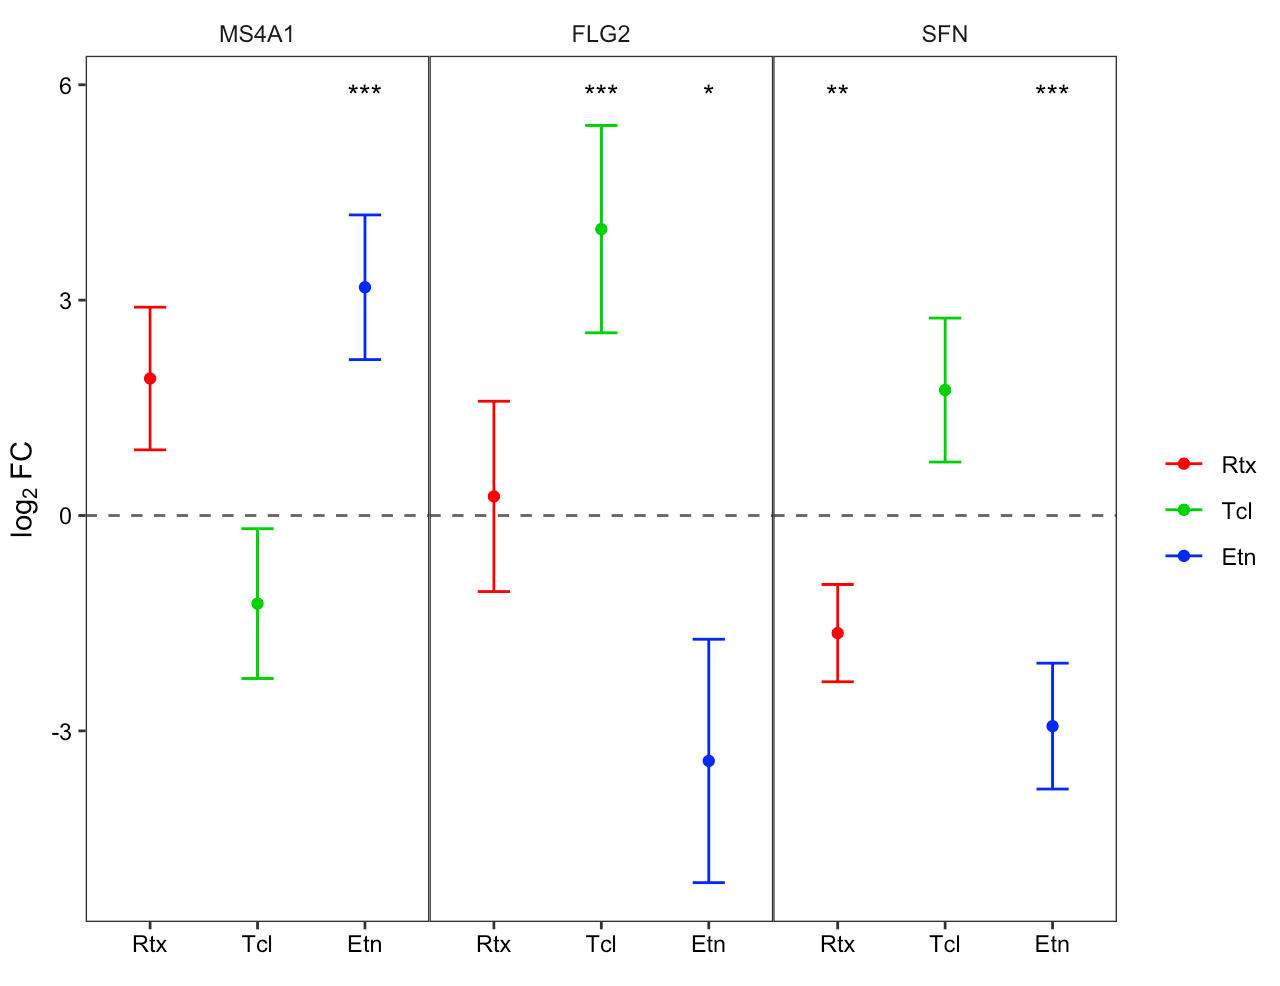 MS4A1 FLG2 SFN
*** *** * ** ***
6
3
0
-3
log₂ FC
Rtx Tcl Etn Rtx Tcl Etn Rtx Tcl Etn
Rtx
Tcl
Etn